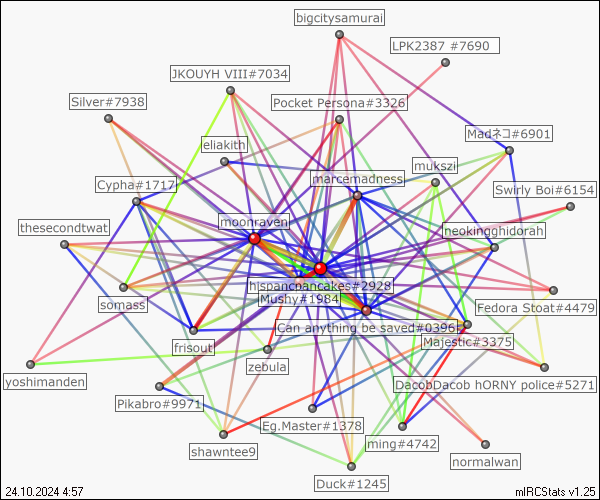 bigcitysamurai
LPK2387 #7690
JKOUYH VIII#7034
Silver#7938
Pocket Persona#3326
Madネコ#6901
eliakith
mukszi
marcemadness
Cypha#1717
Swirly Boi#6154
moonraven
thesecondtwat
neokingghidorah
hispanchancakes#2928
Mushy#1984
somass
Fedora Stoat#4479
Can anything be saved#0396
Majestic#3375
frisout
zebula
yoshimanden
DacobDacob hORNY police#5271
Pikabro#9971
Eg.Master#1378
ming#4742
shawntee9
normalwan
Duck#1245
24.10.2024 4:57
mIRCStats v1.25